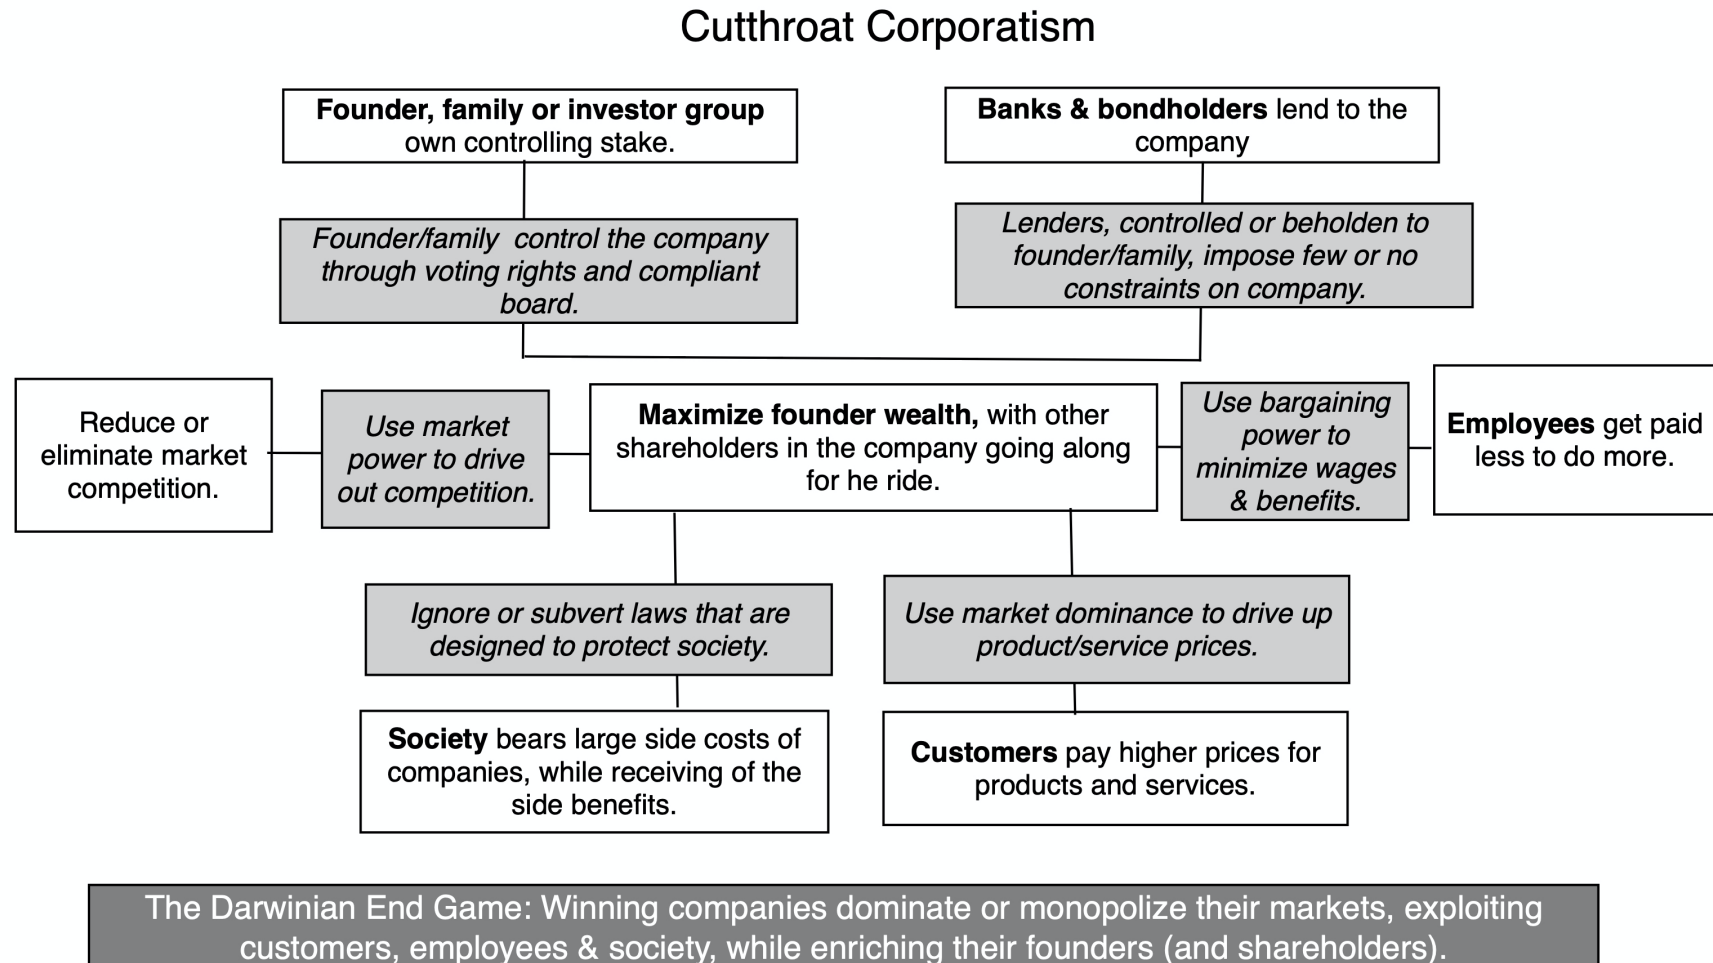 Cutthroat Corporatism
Founder, family or investor group
own controlling stake.
Banks & bondholders lend to the
company
Founder/family control the company
through voting rights and compliant
board.
Lenders, controlled or beholden to
founder/family, impose few or no
constraints on company.
Reduce or
eliminate market
competition.
Use market
power to drive
out competition.
Maximize founder wealth, with other
shareholders in the company going along
for he ride.
Use bargaining
power to
minimize wages
& benefits.
Employees get paid
less to do more.
Ignore or subvert laws that are
designed to protect society.
Use market dominance to drive up
product/service prices.
Society bears large side costs of
companies, while receiving of the
side benefits.
Customers pay higher prices for
products and services.
The Darwinian End Game: Winning companies dominate or monopolize their markets, exploiting
customers, employees & society, while enriching their founders (and shareholders).